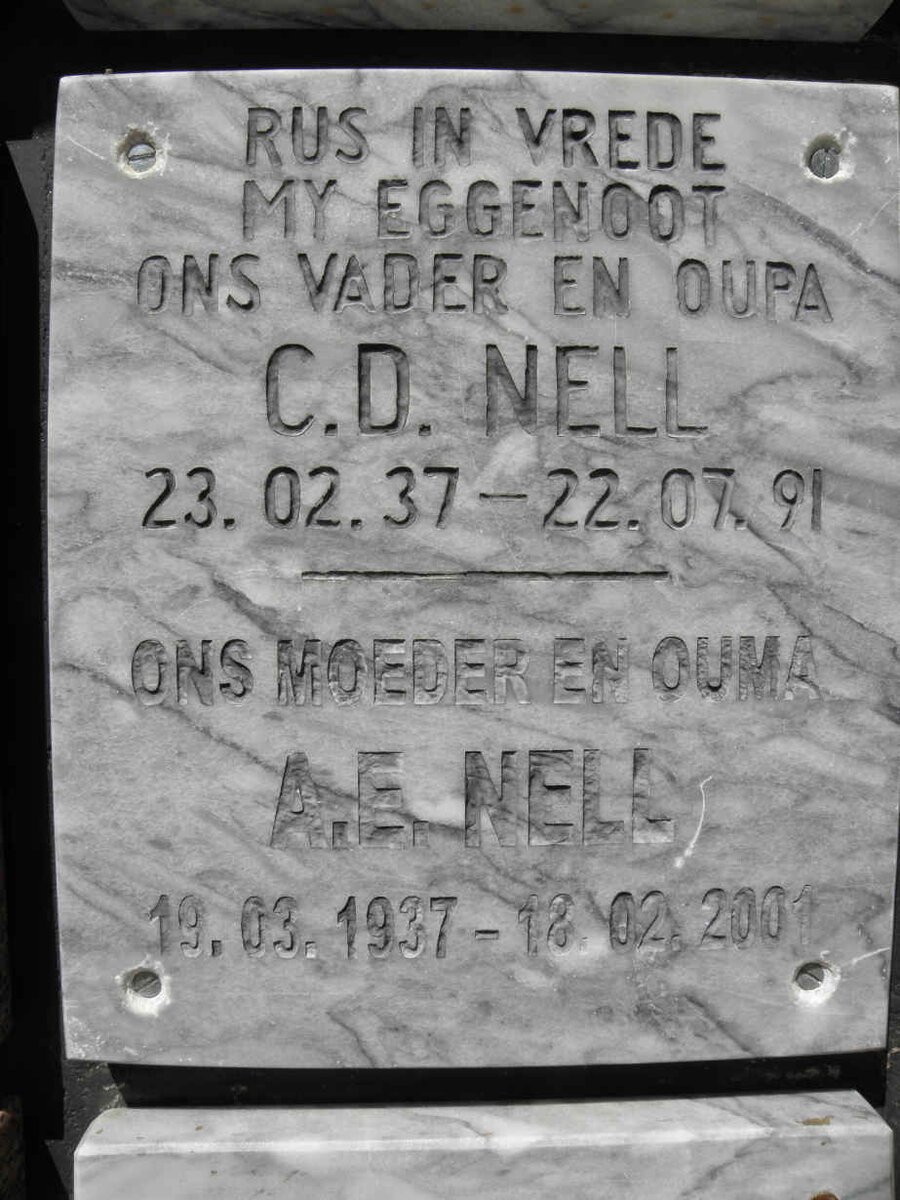 RUS IN VREDE
MY EGGENOOT
ONS VADER EN OUPA
C.D. NELL
23.02.37 – 22.07.91
ONS MOEDER EN OUMA
A.E. NELL
19.03.1937 – 18.02.2001